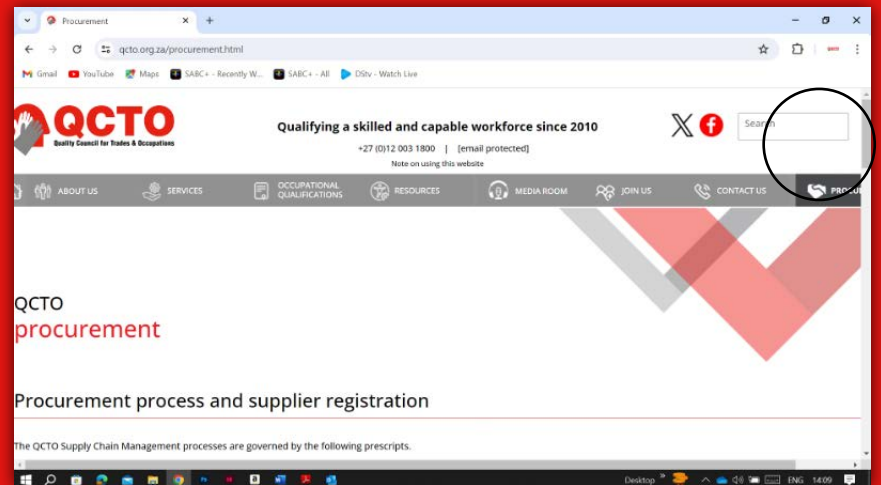 Procurement
qcto.org.za/procurement.html
Gmail YouTube Maps SABC+ - Recently W... SABC+ - All DStv - Watch Live
QCTO
Quality Council for Trades & Occupations
Qualifying a skilled and capable workforce since 2010
+27 (0)12 003 1800 | [email protected]
Note on using this website
Search
ABOUT US SERVICES OCCUPATIONAL QUALIFICATIONS RESOURCES MEDIA ROOM JOIN US CONTACT US PROCU
QCTO
procurement
Procurement process and supplier registration
The QCTO Supply Chain Management processes are governed by the following prescripts.
Desktop ENG 14:09